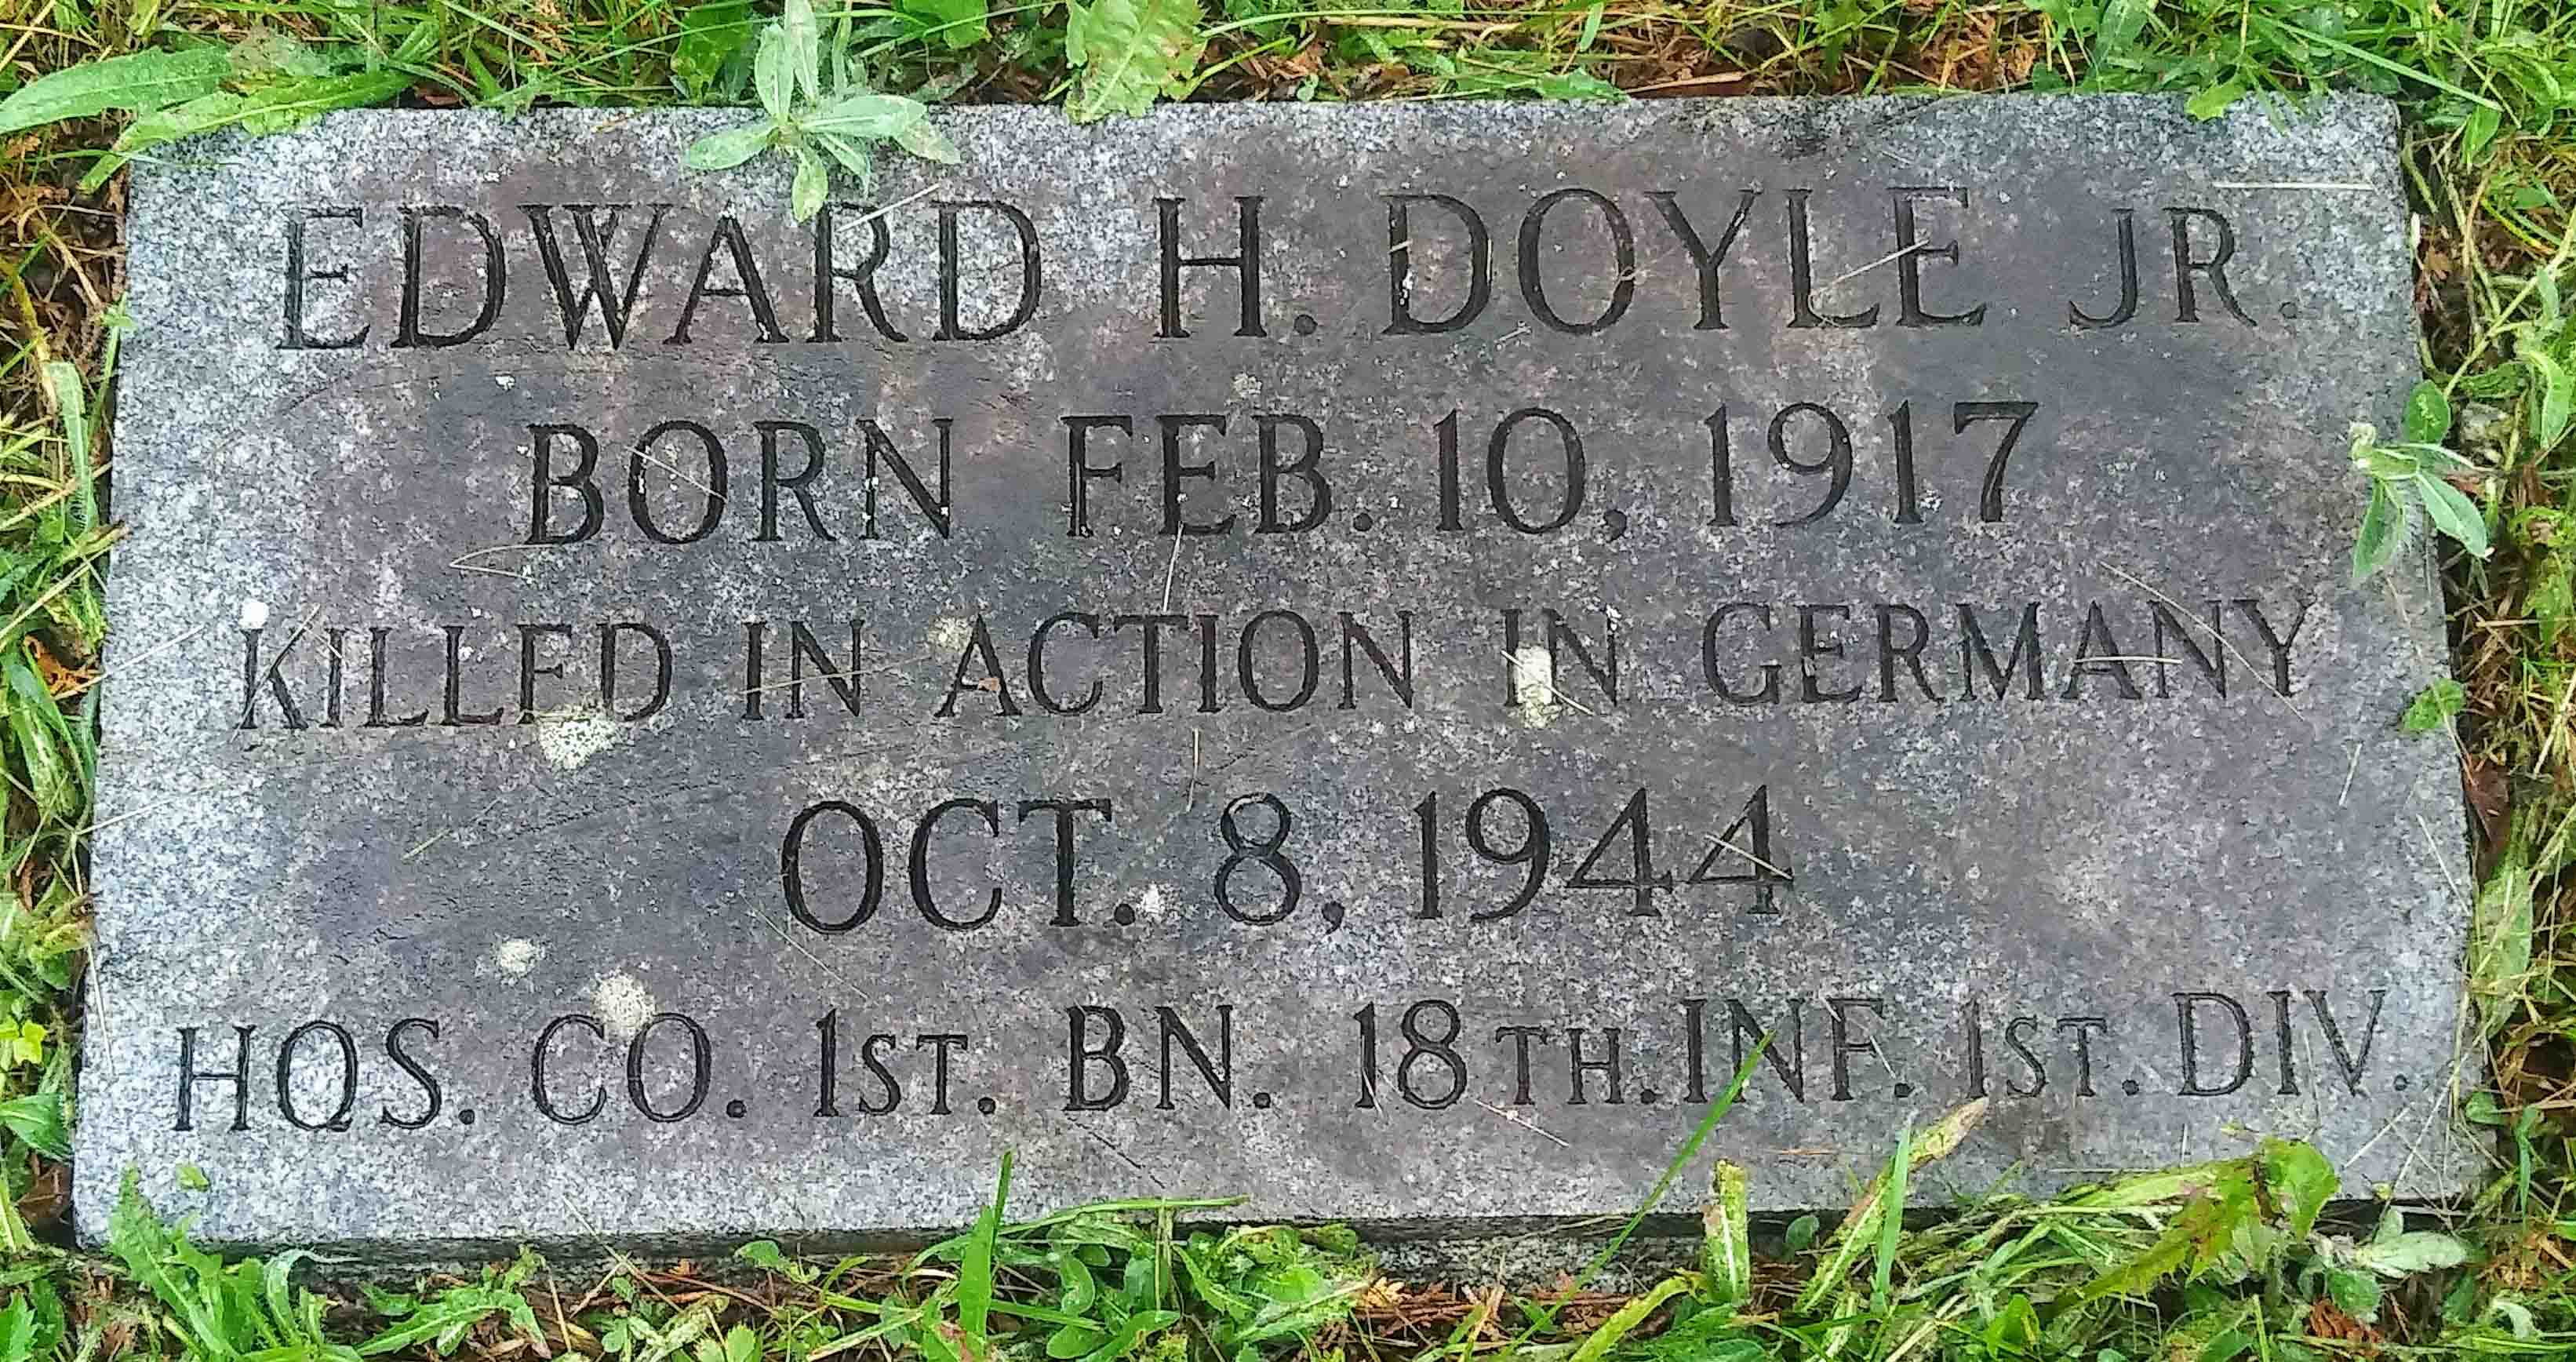 EDWARD H. DOYLE JR.
BORN FEB. 10, 1917
KILLED IN ACTION IN GERMANY
OCT. 8, 1944
HQS. CO. 1ST. BN. 18TH. INF. 1ST. DIV.